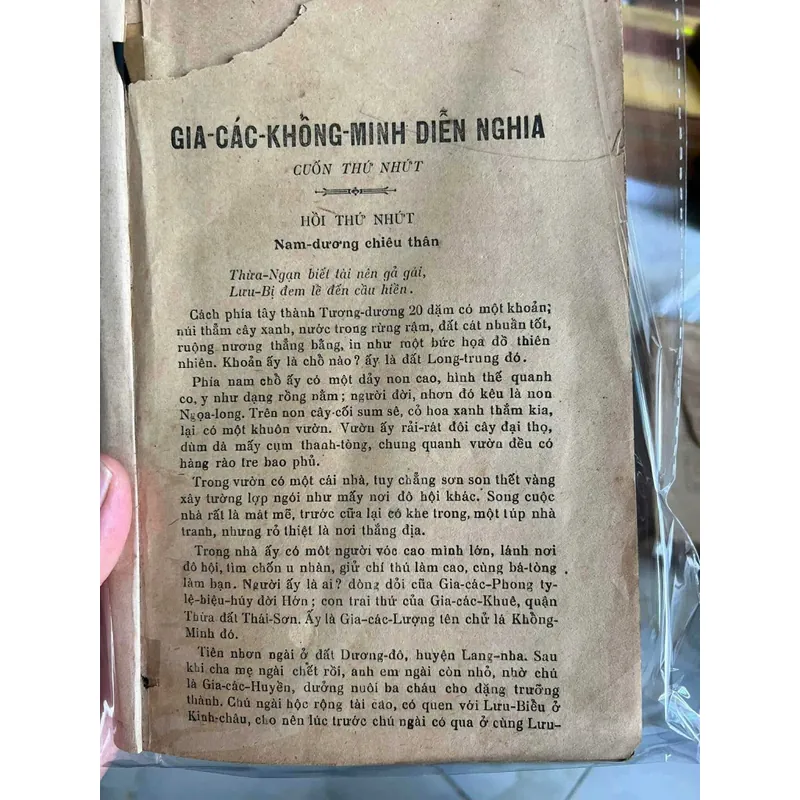 GIA-CÁC-KHỔNG-MINH DIỄN NGHIA
CUỐN THỨ NHỨT
HỒI THỨ NHỨT
Nam-dương chiêu thân
Thừa-Ngạn biết tài nên gả gái,
Lưu-Bị đem lễ đến cầu hiền.
Cách phía tây thành Tương-dương 20 dặm có một khoản;
núi thẳm cây xanh, nước trong rừng rậm, đất cát nhuần tốt,
ruộng nương thẳng bằng, in như một bức họa đồ thiên
nhiên. Khoản ấy là chỗ nào? ấy là đất Long-trung đó.
Phía nam chỗ ấy có một dảy non cao, hình thế quanh
co, y như dạng rồng nằm; người đời, nhơn đó kêu là non
Ngọa-long. Trên non cây-cối sum sê, cỏ hoa xanh thắm kia,
lại có một khuôn vườn. Vườn ấy rải-rát đôi cây đại thọ,
dùm dà mấy cụm thanh-tòng, chung quanh vườn đều có
hàng rào tre bao phủ.
Trong vườn có một cái nhà, tuy chẳng sơn son thết vàng
xây tường lợp ngói như mấy nơi đô hội khác. Song cuộc
nhà rất là mát mẽ, trước cữa lại có khe trong, một túp nhà
tranh, nhưng rỏ thiệt là nơi thắng địa.
Trong nhà ấy có một người vóc cao mình lớn, lánh nơi
đô hội, tìm chốn u nhàn, giử chí thú làm cao, cùng bá-tòng
làm bạn. Người ấy là ai? dòng dỏi cũa Gia-các-Phong ty-
lệ-hiệu-húy đời Hớn; con trai thứ của Gia-các-Khuê, quận
Thừa đất Thái-Sơn. Ấy là Gia-các-Lượng tên chử là Khổng-
Minh đó.
Tiên nhơn ngài ở đất Dương-đô, huyện Lang-nha. Sau
khi cha mẹ ngài chết rồi, anh em ngài còn nhỏ, nhờ chú
là Gia-các-Huyền, dưởng nuôi ba cháu cho đặng trưởng
thành. Chú ngài học rộng tài cao, có quen với Lưu-Biểu ở
Kinh-châu, cho nên lúc trước chú ngài có qua ở cùng Lưu-